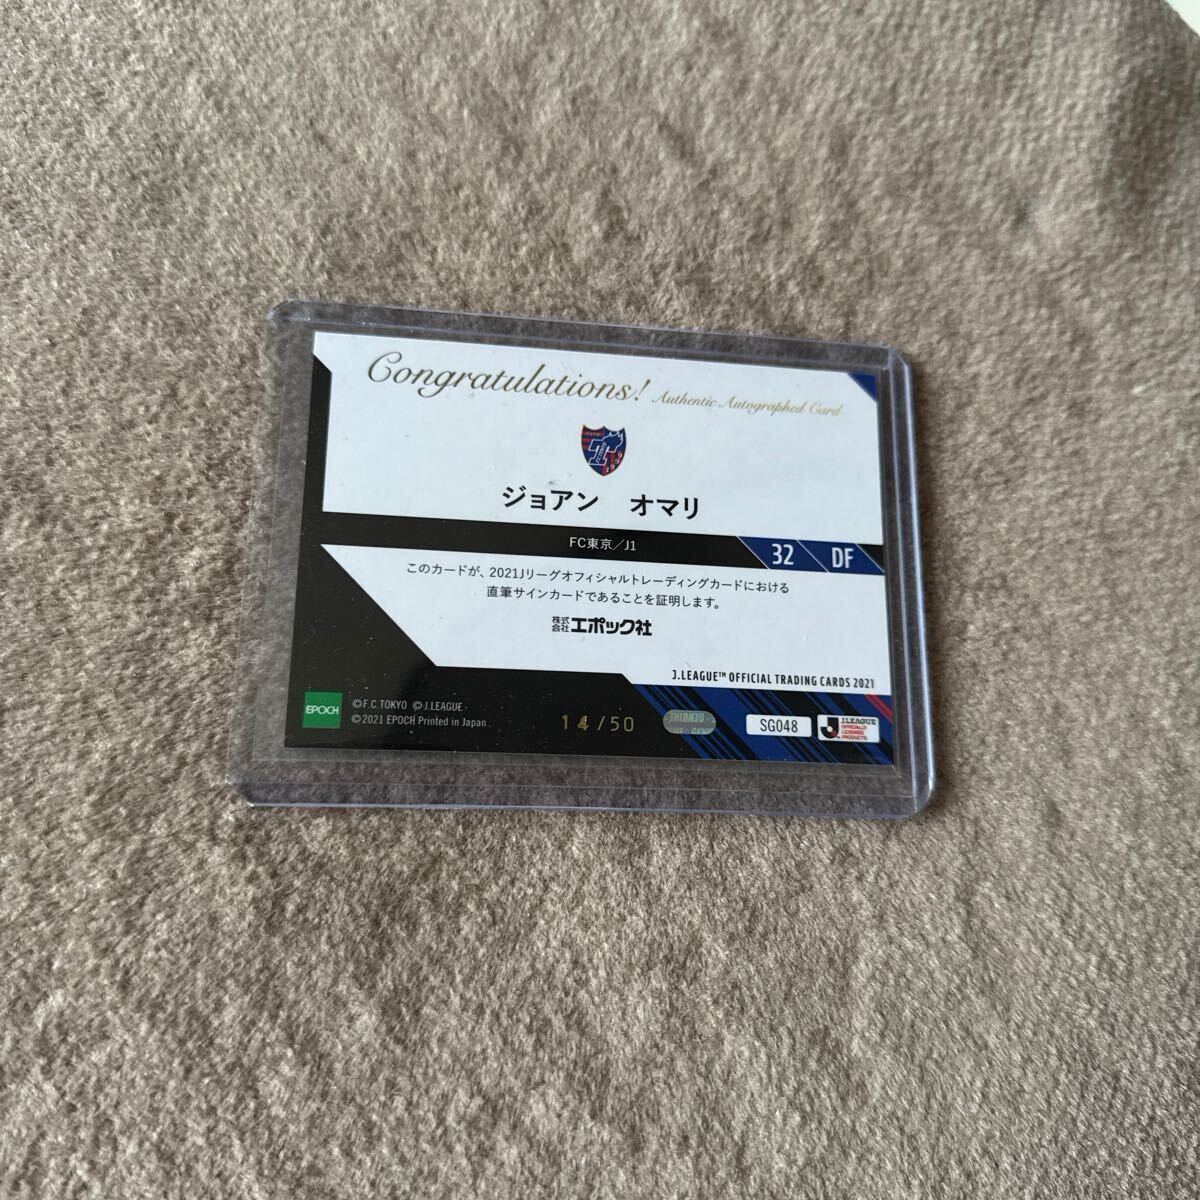 Congratulations! Authentic Autographed Card
ジョアン　オマリ
FC東京／J1
32 DF
このカードが、2021Jリーグオフィシャルトレーディングカードにおける
直筆サインカードであることを証明します。
株式会社エポック社
J.LEAGUE™ OFFICIAL TRADING CARDS 2021
EPOCH
©F.C.TOKYO ©J.LEAGUE
©2021 EPOCH Printed in Japan
14/50
GENUINE
SG048
J.LEAGUE
OFFICIALLY
LICENSED
PRODUCTS